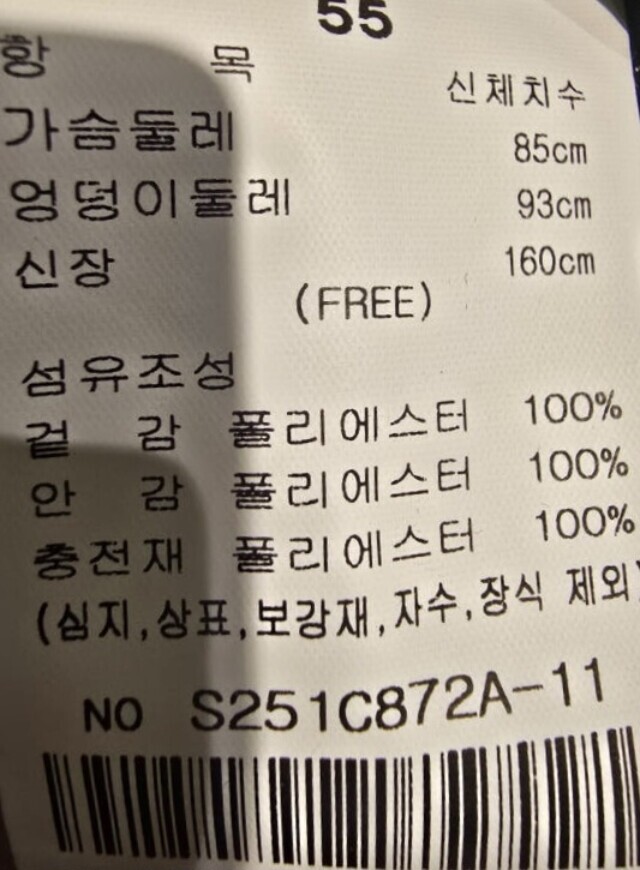 55
항 목 신체치수
가슴둘레 85cm
엉덩이둘레 93cm
신장 160cm
(FREE)
섬유조성
겉 감 폴리에스터 100%
안 감 폴리에스터 100%
충전재 폴리에스터 100%
(심지,상표,보강재,자수,장식 제외)
NO S251C872A-11